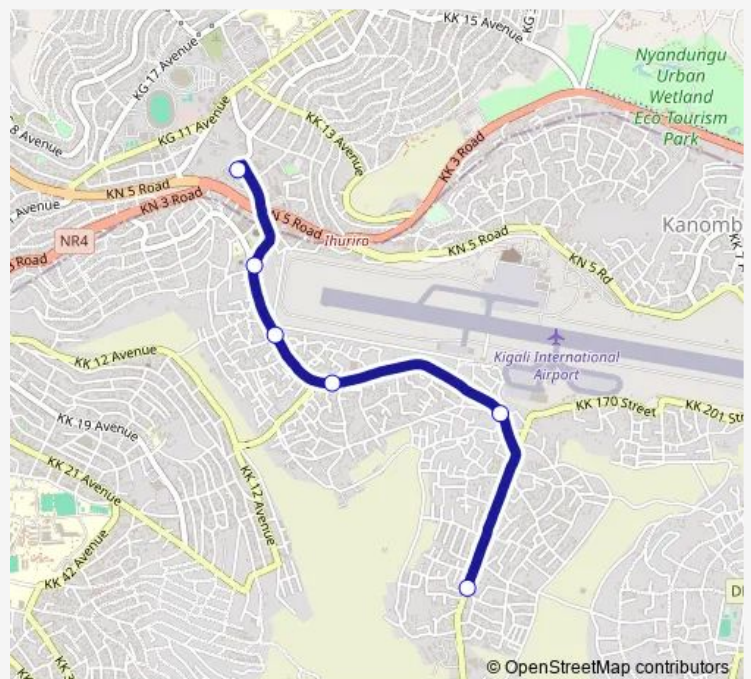 KK 15 Avenue
KG
KG 17 Avenue
Nyandungu
Urban
Wetland
Eco Tourism
Park
8 Avenue
KG 11 Avenue
KK 13 Avenue
KK 3 Road
KN 5 Road
KN 3 Road
Avenue
N 5 Road
Ihuriro
KN 5 Road
Kanomb
NR4
Road
KN 5 Rd
KK 12 Avenue
Kigali International
Airport
KK 170 Street
KK 201 St
KK 19 Avenue
KK 21 Avenue
KK 12 Avenue
KK 42 Avenue
© OpenStreetMap contributors